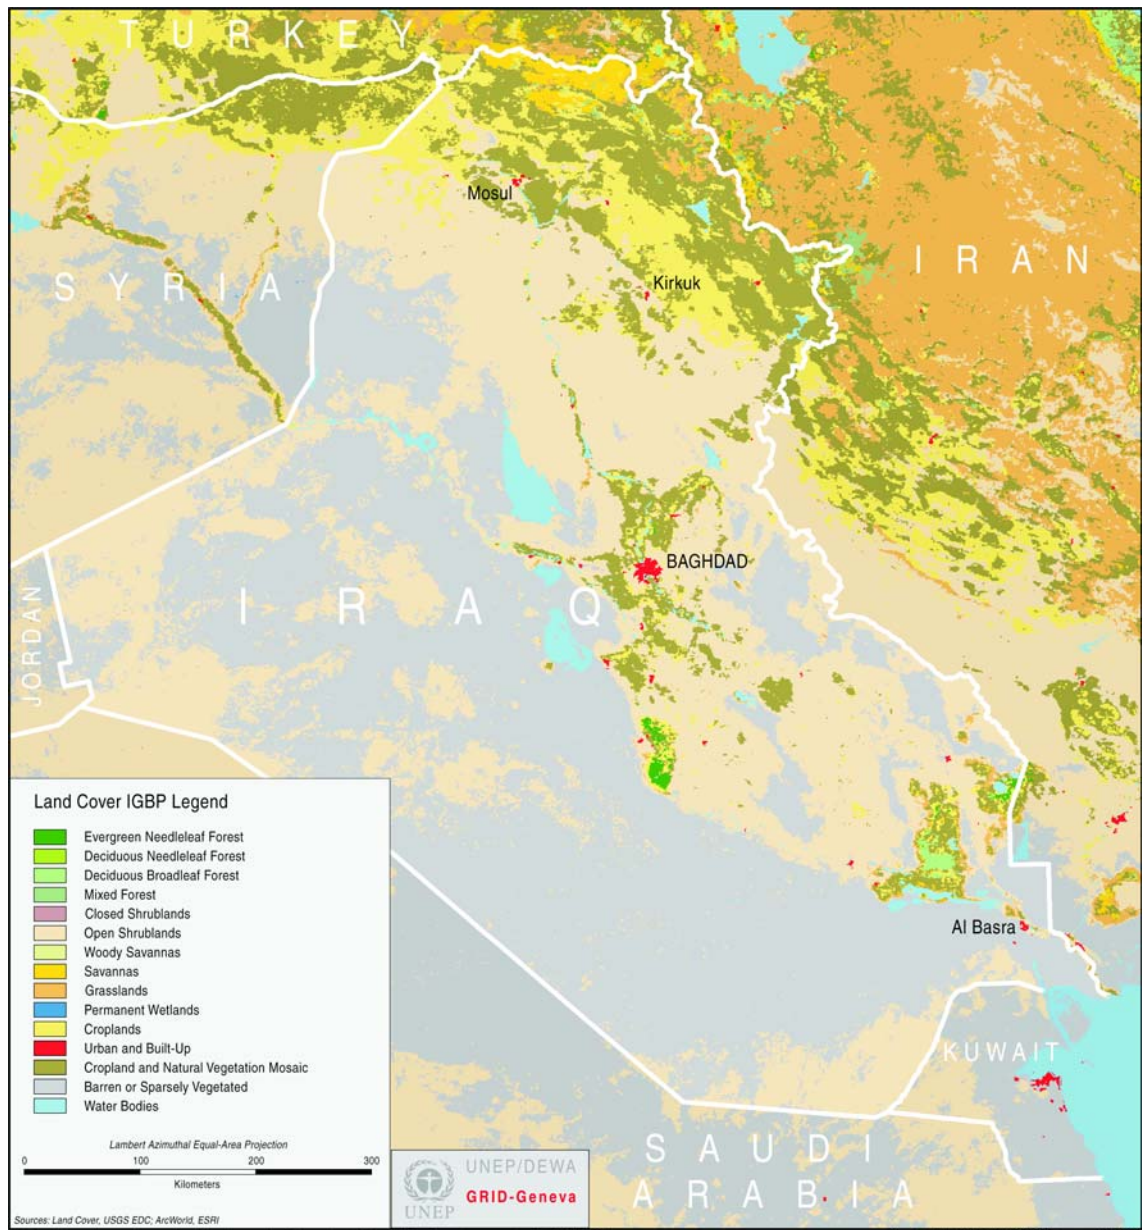 TURKEY
Mosul
IRAN
SYRIA
Kirkuk
BAGHDAD
IRAQ
JORDAN
Al Basra
KUWAIT
SAUDI
ARABIA
Land Cover IGBP Legend
Evergreen Needleleaf Forest
Deciduous Needleleaf Forest
Deciduous Broadleaf Forest
Mixed Forest
Closed Shrublands
Open Shrublands
Woody Savannas
Savannas
Grasslands
Permanent Wetlands
Croplands
Urban and Built-Up
Cropland and Natural Vegetation Mosaic
Barren or Sparsely Vegetated
Water Bodies
Lambert Azimuthal Equal-Area Projection
0 100 200 300
Kilometers
Sources: Land Cover, USGS EDC; ArcWorld, ESRI
UNEP/DEWA
GRID-Geneva
UNEP